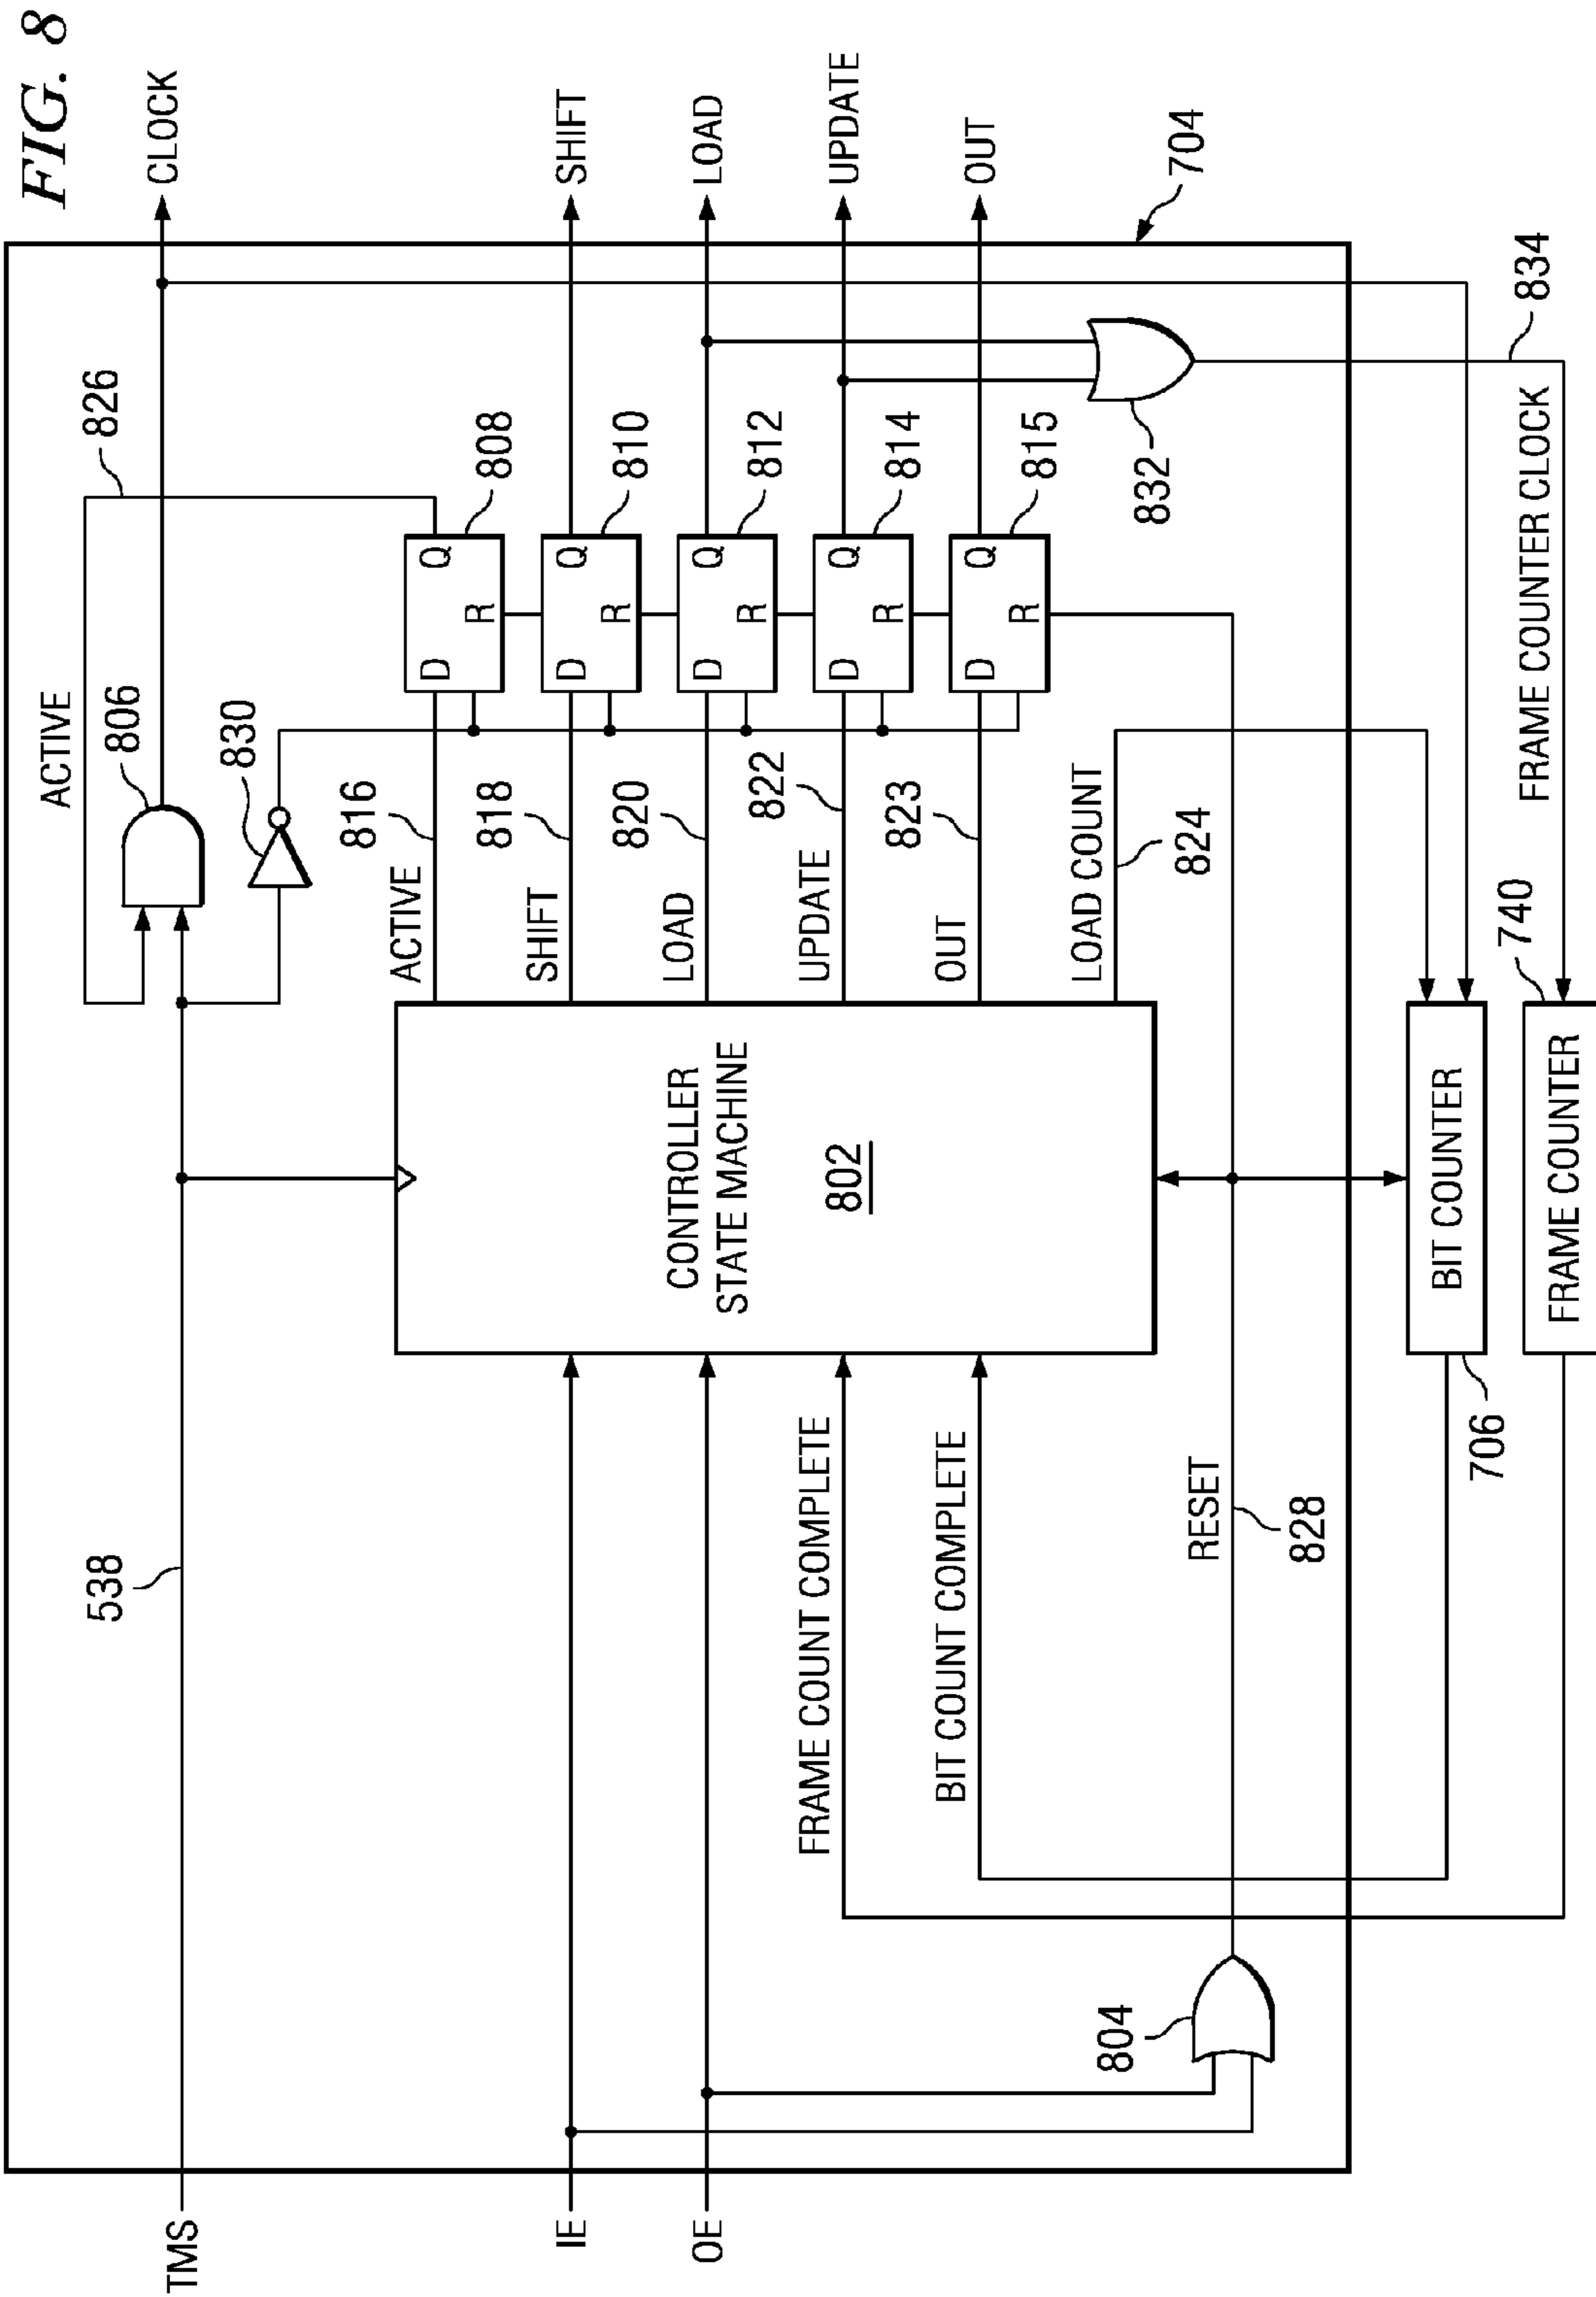 FIG. 8
TMS
538
ACTIVE
826
806
830
CLOCK
IE
OE
CONTROLLER
STATE MACHINE
802
ACTIVE
816
SHIFT
818
LOAD
820
UPDATE
822
OUT
823
LOAD COUNT
824
D
Q
R
808
D
Q
R
810
D
Q
R
812
D
Q
R
814
D
Q
R
815
SHIFT
LOAD
UPDATE
OUT
704
832
834
FRAME COUNT COMPLETE
BIT COUNT COMPLETE
RESET
828
804
706
BIT COUNTER
740
FRAME COUNTER
FRAME COUNTER CLOCK